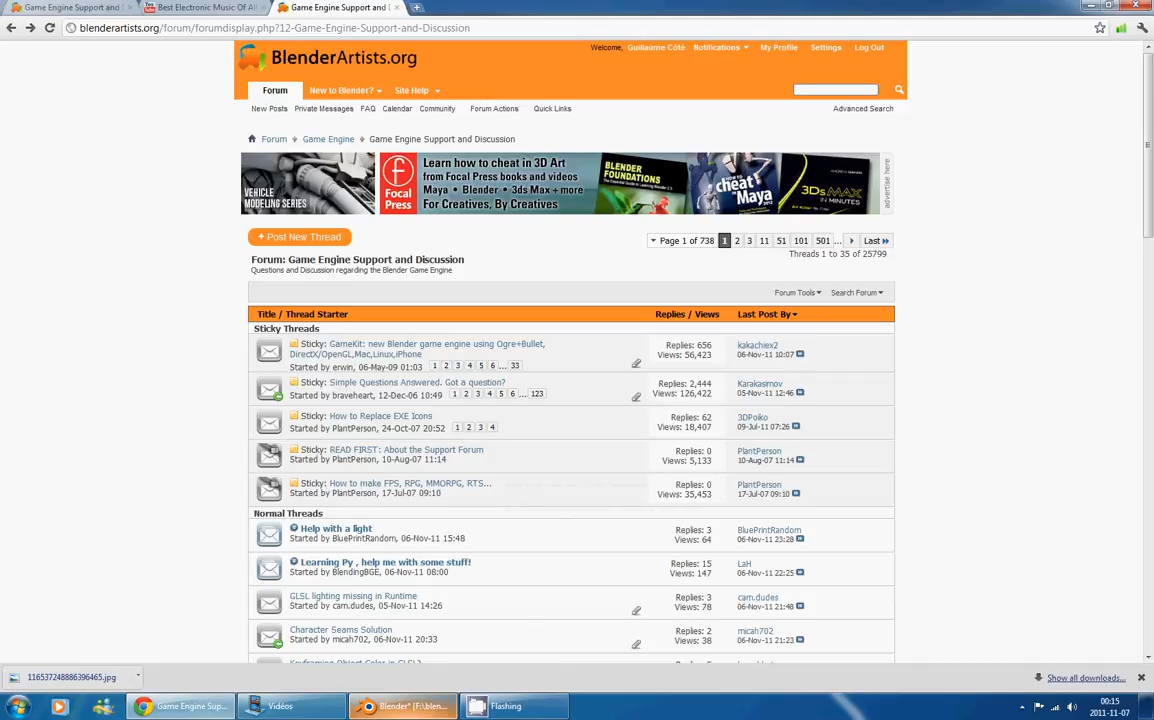 Game Engine Support and D
Best Electronic Music Of All
Game Engine Support and D
blenderartists.org/forum/forumdisplay.php?12-Game-Engine-Support-and-Discussion
BlenderArtists.org
Welcome, Guillaume Côté Notifications My Profile Settings Log Out
Forum New to Blender? Site Help
New Posts Private Messages FAQ Calendar Community Forum Actions Quick Links Advanced Search
Forum Game Engine Game Engine Support and Discussion
VEHICLE
MODELING SERIES
Focal
Press
Learn how to cheat in 3D Art
from Focal Press books and videos
Maya • Blender • 3ds Max + more
For Creatives, By Creatives
BLENDER
FOUNDATIONS
HOW TO
cheat
in Maya
3Ds MAX
IN MINUTES
advertise here
+ Post New Thread
Page 1 of 738 1 2 3 11 51 101 501 ... Last
Threads 1 to 35 of 25799
Forum: Game Engine Support and Discussion
Questions and Discussion regarding the Blender Game Engine
Forum Tools Search Forum
Title / Thread Starter Replies / Views Last Post By
Sticky Threads
Sticky: GameKit: new Blender game engine using Ogre+Bullet,
DirectX/OpenGL,Mac,Linux,iPhone
Started by erwin, 06-May-09 01:03 1 2 3 4 5 6 ... 33
Replies: 656
Views: 56,423
kakachiex2
06-Nov-11 10:07
Sticky: Simple Questions Answered. Got a question?
Started by braveheart, 12-Dec-06 10:49 1 2 3 4 5 6 ... 123
Replies: 2,444
Views: 126,422
Karakasimov
05-Nov-11 12:46
Sticky: How to Replace EXE Icons
Started by PlantPerson, 24-Oct-07 20:52 1 2 3 4
Replies: 62
Views: 18,407
3DPoiko
09-Jul-11 07:26
Sticky: READ FIRST: About the Support Forum
Started by PlantPerson, 10-Aug-07 11:14
Replies: 0
Views: 5,133
PlantPerson
10-Aug-07 11:14
Sticky: How to make FPS, RPG, MMORPG, RTS...
Started by PlantPerson, 17-Jul-07 09:10
Replies: 0
Views: 35,453
PlantPerson
17-Jul-07 09:10
Normal Threads
Help with a light
Started by BluePrintRandom, 06-Nov-11 15:48
Replies: 3
Views: 64
BluePrintRandom
06-Nov-11 23:28
Learning Py , help me with some stuff!
Started by BlendingBGE, 06-Nov-11 08:00
Replies: 15
Views: 147
LaH
06-Nov-11 22:25
GLSL lighting missing in Runtime
Started by cam.dudes, 05-Nov-11 14:26
Replies: 3
Views: 78
cam.dudes
06-Nov-11 21:48
Character Seams Solution
Started by micah702, 06-Nov-11 20:33
Replies: 2
Views: 38
micah702
06-Nov-11 21:23
Keyframing Object Color in GLSL?
116537248886396465.jpg
Show all downloads...
Game Engine Sup...
Vidéos
Blender* [F:\blen...
Flashing
00:15
2011-11-07